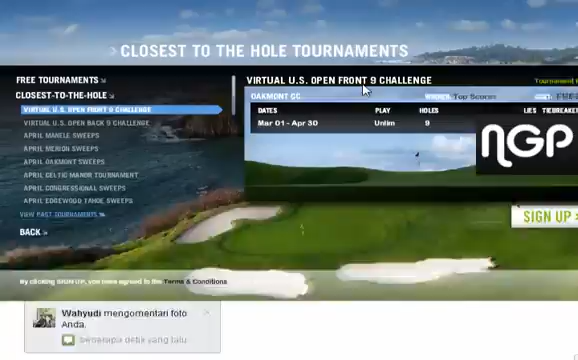 CLOSEST TO THE HOLE TOURNAMENTS
FREE TOURNAMENTS
CLOSEST-TO-THE-HOLE
VIRTUAL U.S. OPEN FRONT 9 CHALLENGE
VIRTUAL U.S. OPEN BACK 9 CHALLENGE
APRIL MANELE SWEEPS
APRIL MERION SWEEPS
APRIL OAKMONT SWEEPS
APRIL CELTIC MANOR TOURNAMENT
APRIL CONGRESSIONAL SWEEPS
APRIL EDGEWOOD TAHOE SWEEPS
VIEW PAST TOURNAMENTS
BACK
VIRTUAL U.S. OPEN FRONT 9 CHALLENGE
Tournament
OAKMONT CC
WINNER Top Scores
DATES PLAY HOLES LIES TIEBREAKER
Mar 01 - Apr 30 Unlim 9
NGP
SIGN UP >
By clicking SIGN UP, you have agreed to the Terms & Conditions
Wahyudi mengomentari foto
Anda.
beberapa detik yang lalu